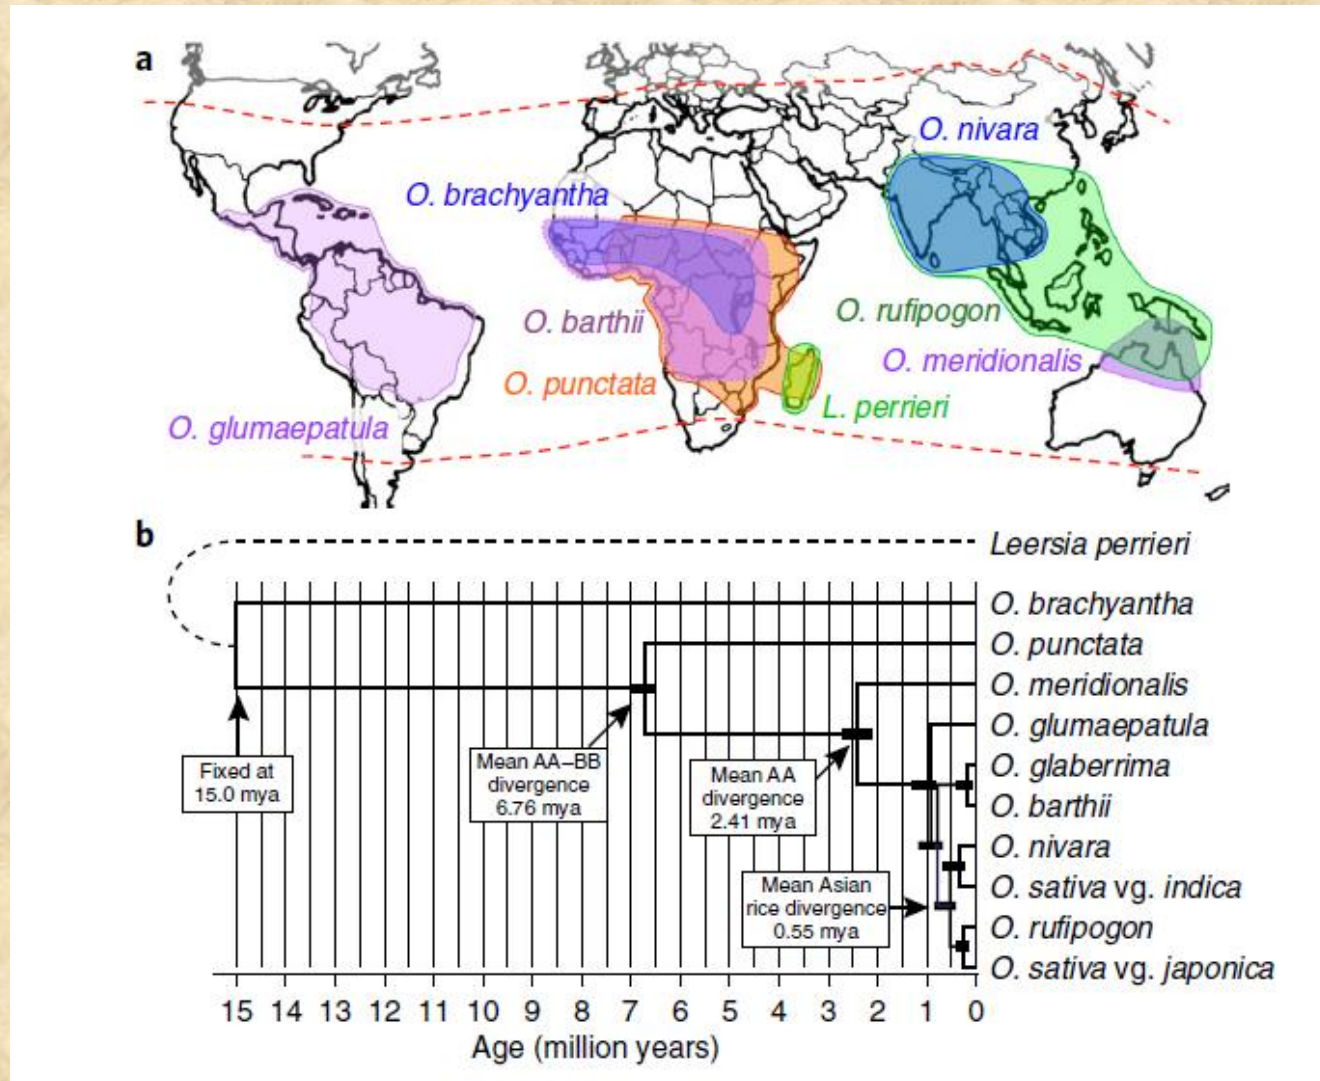 a
O. nivara
O. brachyantha
O. barthii
O. rufipogon
O. meridionalis
O. punctata
L. perrieri
O. glumaepatula
b
Leersia perrieri
O. brachyantha
O. punctata
O. meridionalis
O. glumaepatula
O. glaberrima
O. barthii
O. nivara
O. sativa vg. indica
O. rufipogon
O. sativa vg. japonica
Fixed at
15.0 mya
Mean AA–BB
divergence
6.76 mya
Mean AA
divergence
2.41 mya
Mean Asian
rice divergence
0.55 mya
15 14 13 12 11 10 9 8 7 6 5 4 3 2 1 0
Age (million years)